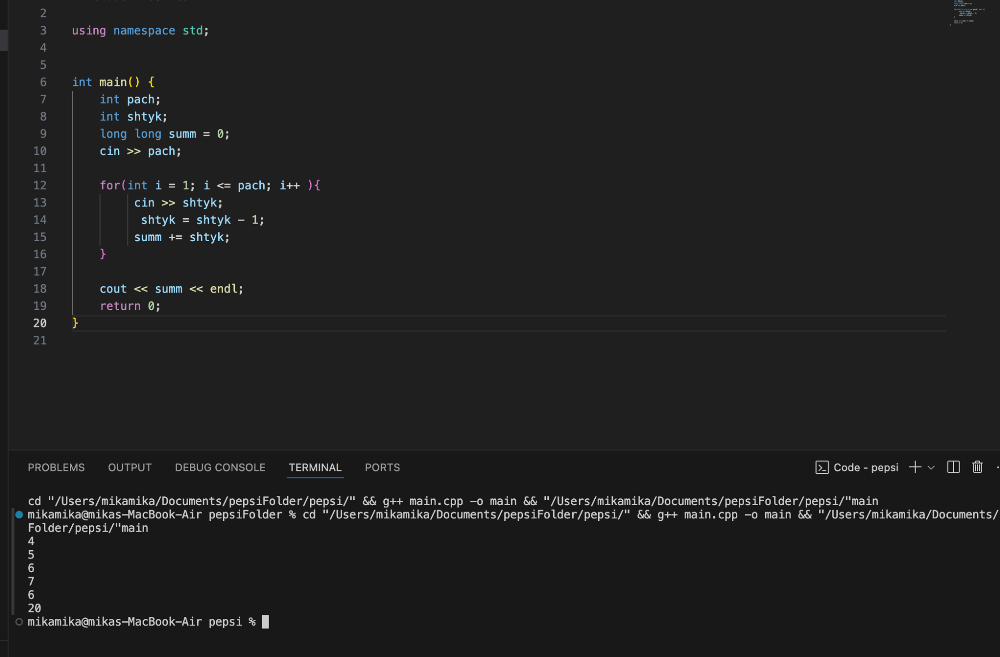 2
3 using namespace std;
4
5
6 int main() {
7 int pach;
8 int shtyk;
9 long long summ = 0;
10 cin >> pach;
11
12 for(int i = 1; i <= pach; i++ ){
13 cin >> shtyk;
14 shtyk = shtyk - 1;
15 summ += shtyk;
16 }
17
18 cout << summ << endl;
19 return 0;
20 }
21
PROBLEMS OUTPUT DEBUG CONSOLE TERMINAL PORTS Code - pepsi
cd "/Users/mikamika/Documents/pepsiFolder/pepsi/" && g++ main.cpp -o main && "/Users/mikamika/Documents/pepsiFolder/pepsi/"main
mikamika@mikas-MacBook-Air pepsiFolder % cd "/Users/mikamika/Documents/pepsiFolder/pepsi/" && g++ main.cpp -o main && "/Users/mikamika/Documents/
Folder/pepsi/"main
4
5
6
7
6
20
mikamika@mikas-MacBook-Air pepsi %